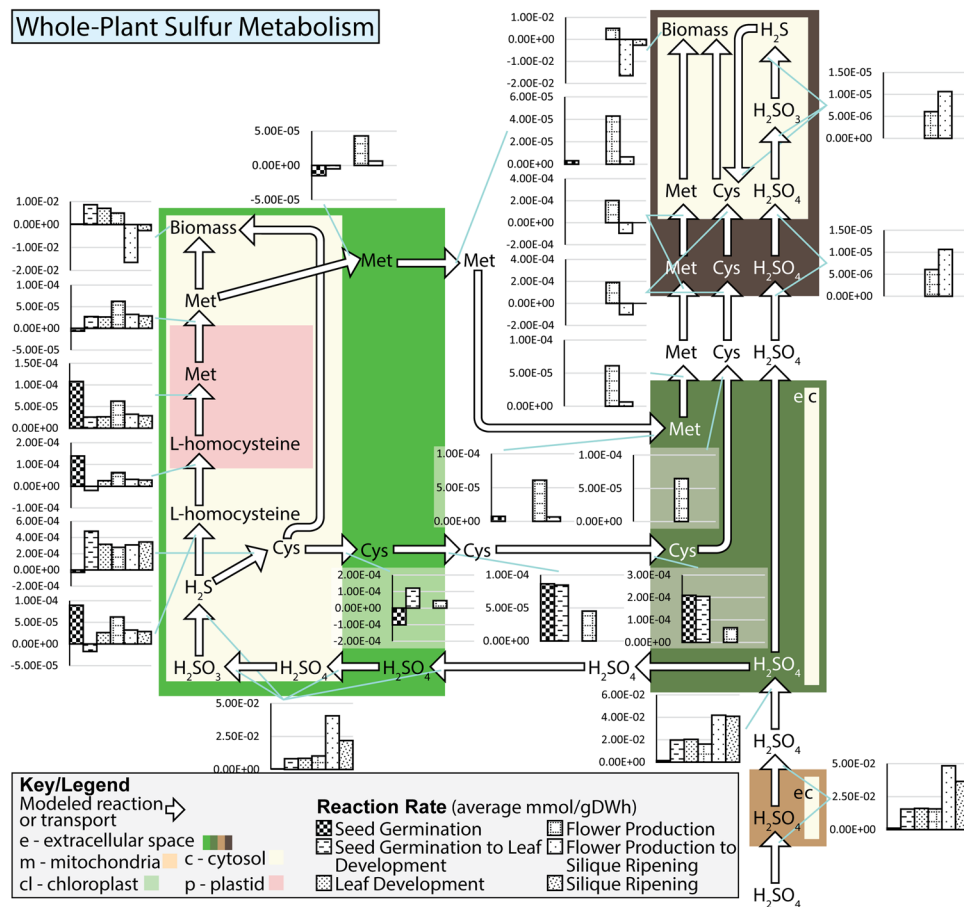 Whole-Plant Sulfur Metabolism
1.00E-02
0.00E+00
-1.00E-02
-2.00E-02
Biomass
H₂S
6.00E-05
4.00E-05
2.00E-05
0.00E+00
1.50E-05
1.00E-05
5.00E-06
0.00E+00
H₂SO₃
5.00E-05
0.00E+00
-5.00E-05
4.00E-04
2.00E-04
0.00E+00
-2.00E-04
Met
Cys
H₂SO₄
1.00E-02
0.00E+00
-1.00E-02
-2.00E-02
Biomass
Met
Met
Met
4.00E-04
2.00E-04
0.00E+00
-2.00E-04
Met
Cys
H₂SO₄
1.50E-05
1.00E-05
5.00E-06
0.00E+00
1.00E-04
5.00E-05
0.00E+00
-5.00E-05
Met
Cys
H₂SO₄
1.00E-04
5.00E-05
0.00E+00
1.50E-04
1.00E-04
5.00E-05
0.00E+00
Met
L-homocysteine
e c
Met
2.00E-04
1.00E-04
0.00E+00
-1.00E-04
L-homocysteine
1.00E-04
5.00E-05
0.00E+00
1.00E-04
5.00E-05
0.00E+00
6.00E-04
4.00E-04
2.00E-04
0.00E+00
-2.00E-04
H₂S
Cys
Cys
Cys
Cys
1.00E-04
5.00E-05
0.00E+00
-5.00E-05
2.00E-04
1.00E-04
0.00E+00
-1.00E-04
-2.00E-04
1.00E-04
5.00E-05
0.00E+00
3.00E-04
2.00E-04
1.00E-04
0.00E+00
H₂SO₃
H₂SO₄
H₂SO₄
H₂SO₄
H₂SO₄
5.00E-02
2.50E-02
0.00E+00
6.00E-02
4.00E-02
2.00E-02
0.00E+00
H₂SO₄
e c
H₂SO₄
5.00E-02
2.50E-02
0.00E+00
H₂SO₄
Key/Legend
Modeled reaction
or transport
e - extracellular space
m - mitochondria
c - cytosol
cl - chloroplast
p - plastid
Reaction Rate (average mmol/gDWh)
Seed Germination
Seed Germination to Leaf
Development
Leaf Development
Flower Production
Flower Production to
Silique Ripening
Silique Ripening